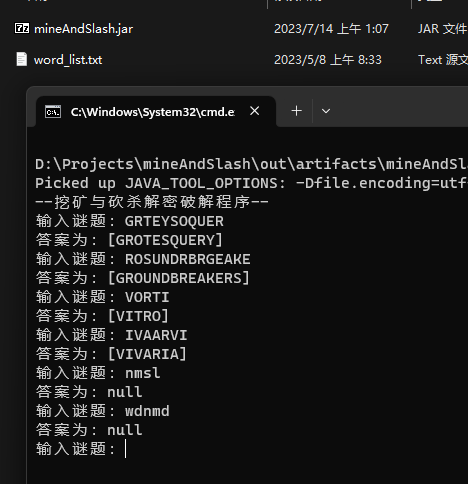 mineAndSlash.jar 2023/7/14 上午 1:07 JAR 文件
word_list.txt 2023/5/8 上午 8:33 Text 源文
C:\Windows\System32\cmd.e
D:\Projects\mineAndSlash\out\artifacts\mineAndSl
Picked up JAVA_TOOL_OPTIONS: -Dfile.encoding=utf
--挖矿与砍杀解密破解程序--
输入谜题: GRTEYSOQUER
答案为: [GROTESQUERY]
输入谜题: ROSUNDRBRGEAKE
答案为: [GROUNDBREAKERS]
输入谜题: VORTI
答案为: [VITRO]
输入谜题: IVAARVI
答案为: [VIVARIA]
输入谜题: nmsl
答案为: null
输入谜题: wdnmd
答案为: null
输入谜题: